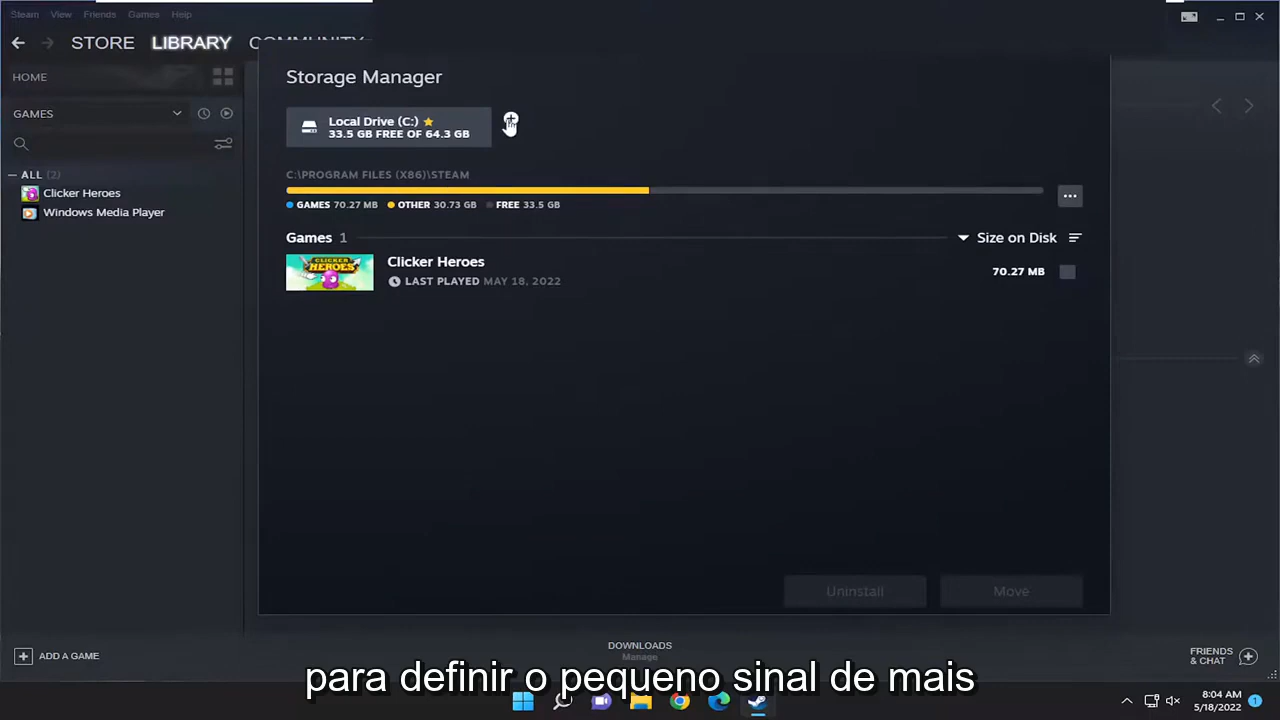 Steam View Friends Games Help
STORE LIBRARY COMMUNITY
HOME
Storage Manager
GAMES
Local Drive (C:)
33.5 GB FREE OF 64.3 GB
ALL (2)
Clicker Heroes
Windows Media Player
C:\PROGRAM FILES (X86)\STEAM
GAMES 70.27 MB OTHER 30.73 GB FREE 33.5 GB
Games 1 Size on Disk
Clicker Heroes
CLICKER HEROES
LAST PLAYED MAY 18, 2022
70.27 MB
Uninstall Move
ADD A GAME
DOWNLOADS
Manage
FRIENDS
& CHAT
para definir o pequeno sinal de mais
8:04 AM
5/18/2022
1